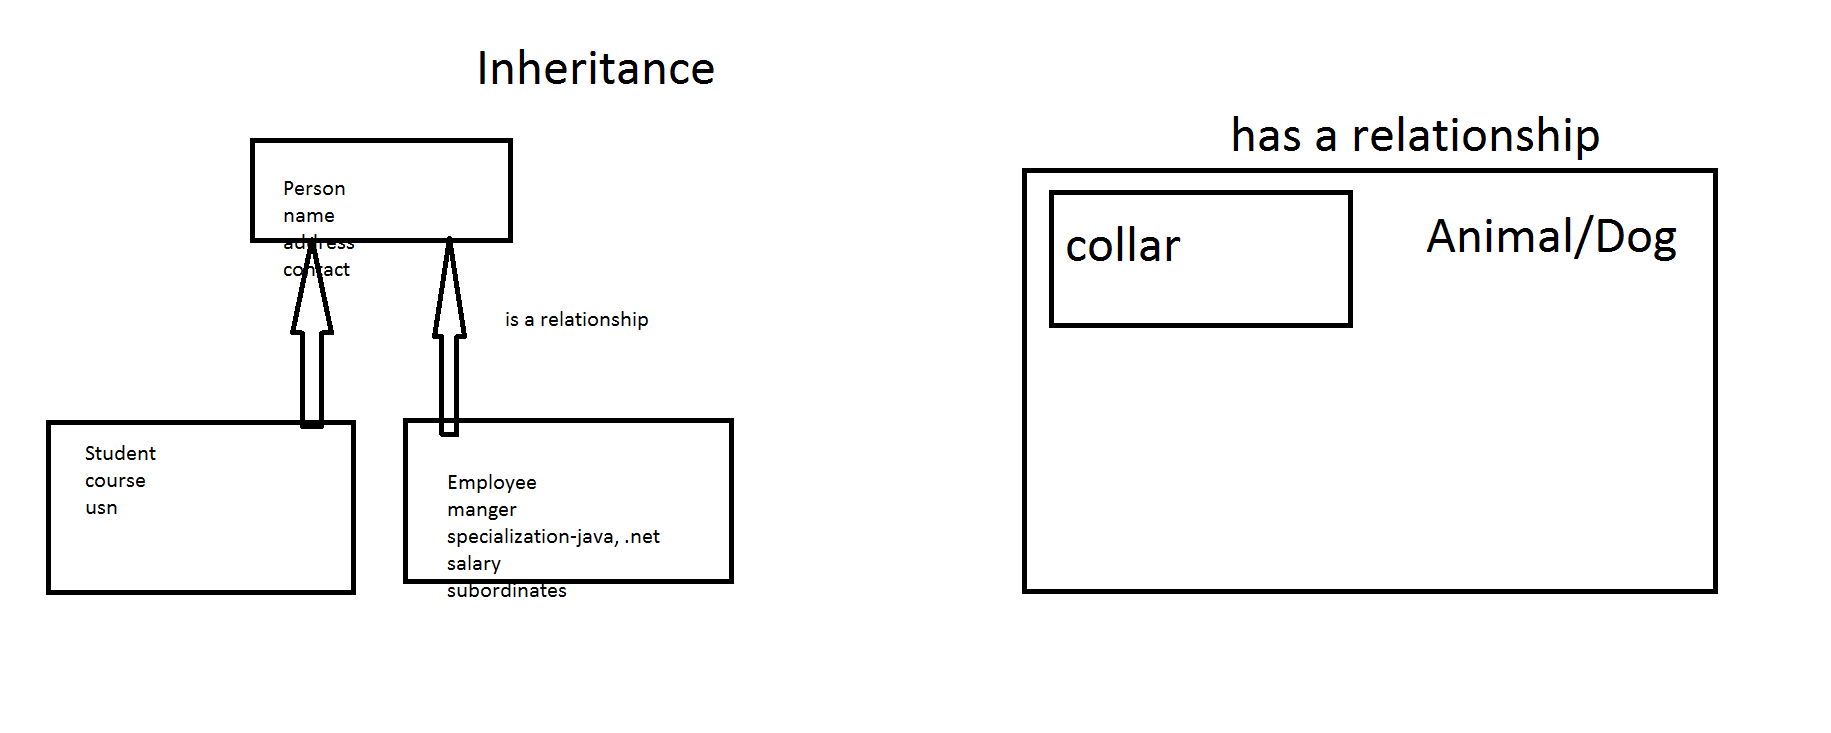 Inheritance
Person
name
address
contact
is a relationship
Student
course
usn
Employee
manger
specialization-java, .net
salary
subordinates
has a relationship
collar
Animal/Dog